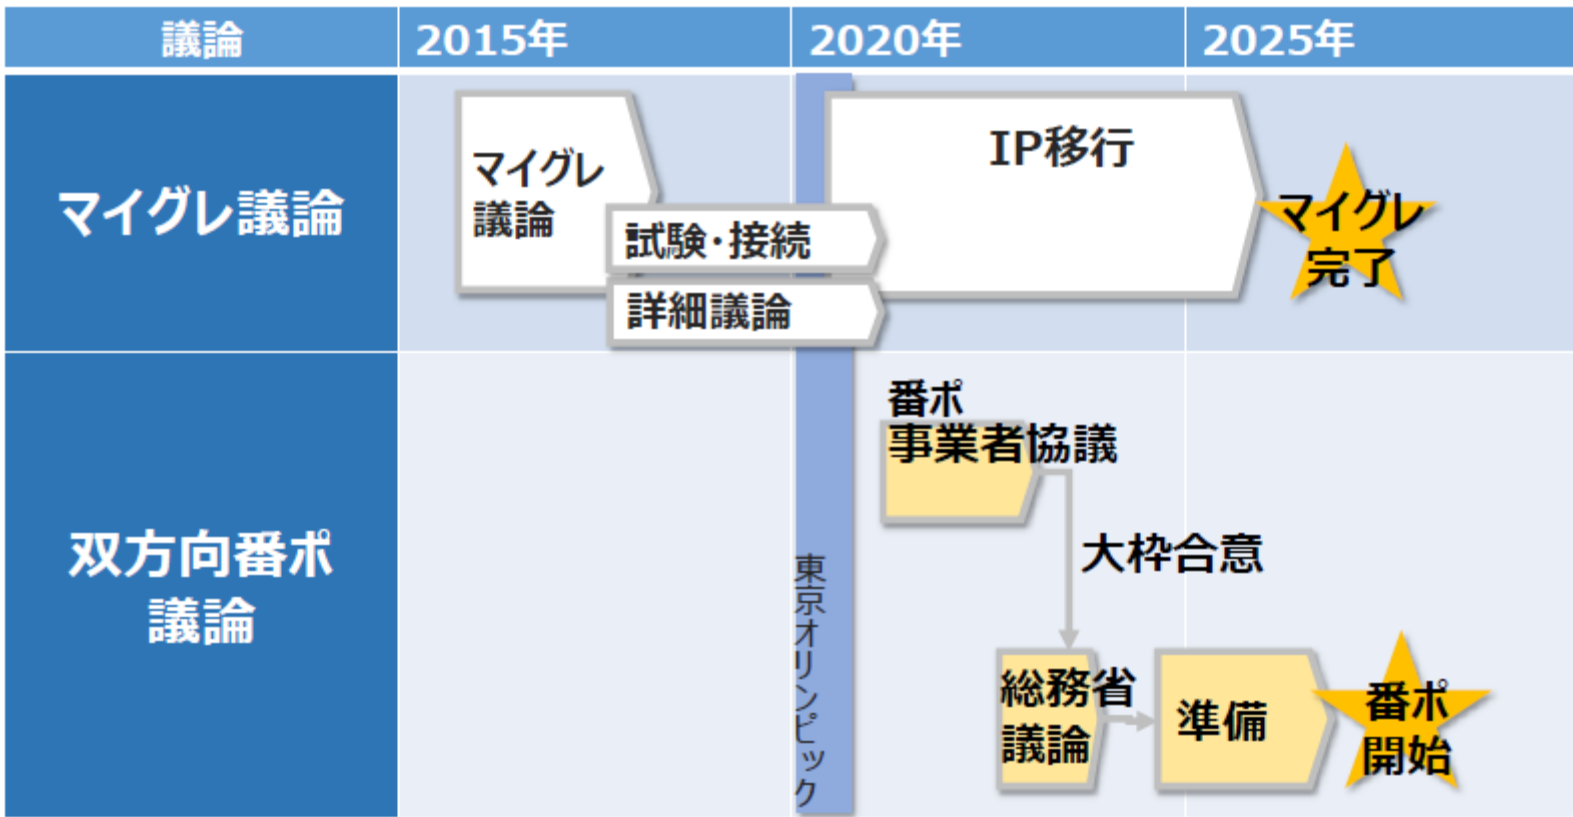 議論
2015年
2020年
2025年
マイグレ議論
マイグレ
議論
試験・接続
詳細議論
IP移行
マイグレ
完了
双方向番ポ
議論
東京オリンピック
番ポ
事業者協議
大枠合意
総務省
議論
準備
番ポ
開始